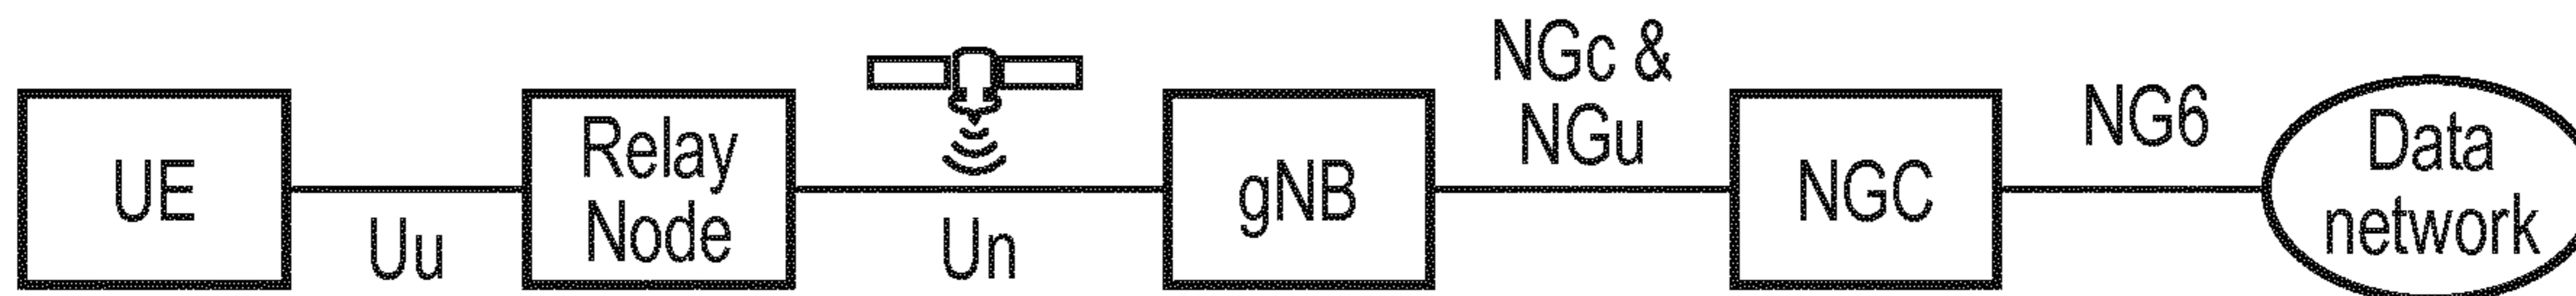 UE
Uu
Relay
Node
Un
gNB
NGc &
NGu
NGC
NG6
Data
network